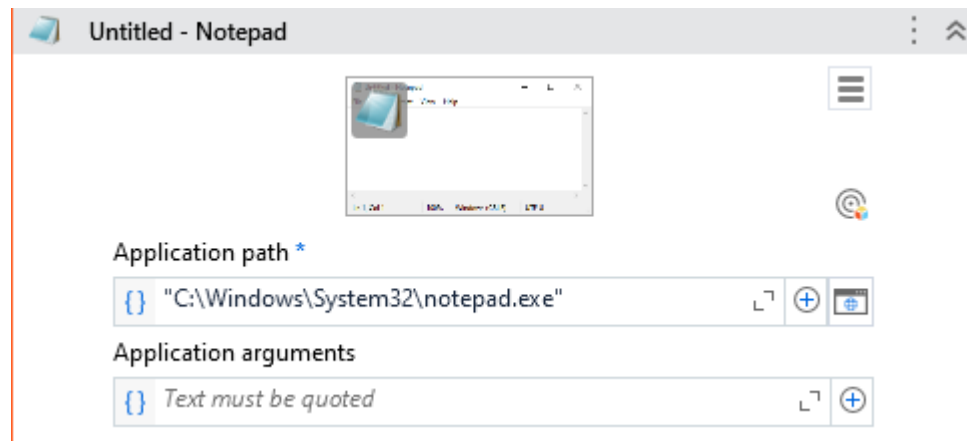 Untitled - Notepad
Application path *
{} "C:\Windows\System32\notepad.exe"
Application arguments
{} Text must be quoted